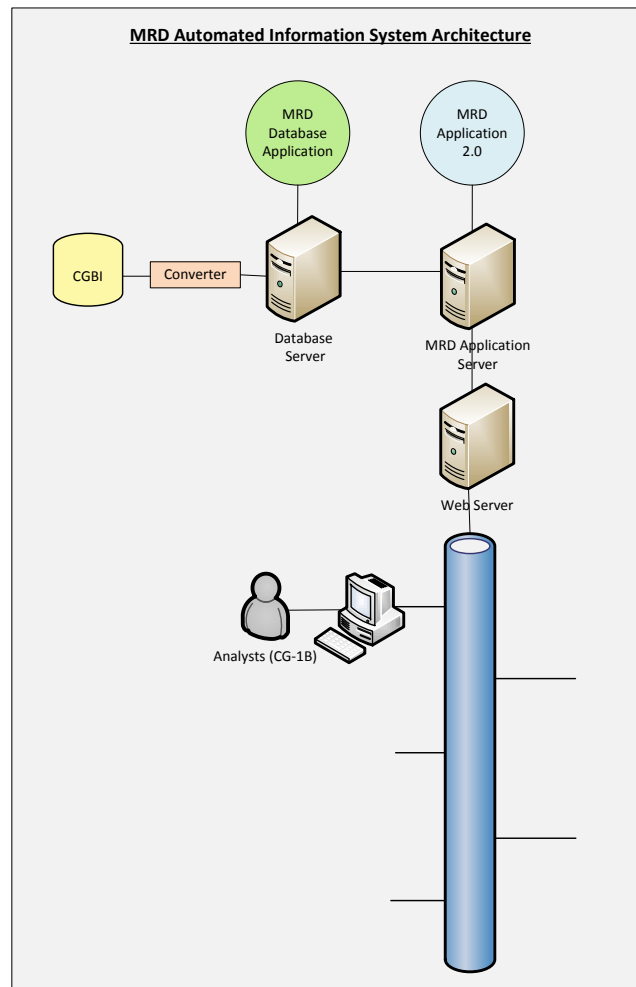 MRD Automated Information System Architecture
MRD
Database
Application
MRD
Application
2.0
CGBI
Converter
Database
Server
MRD Application
Server
Web Server
Analysts (CG-1B)